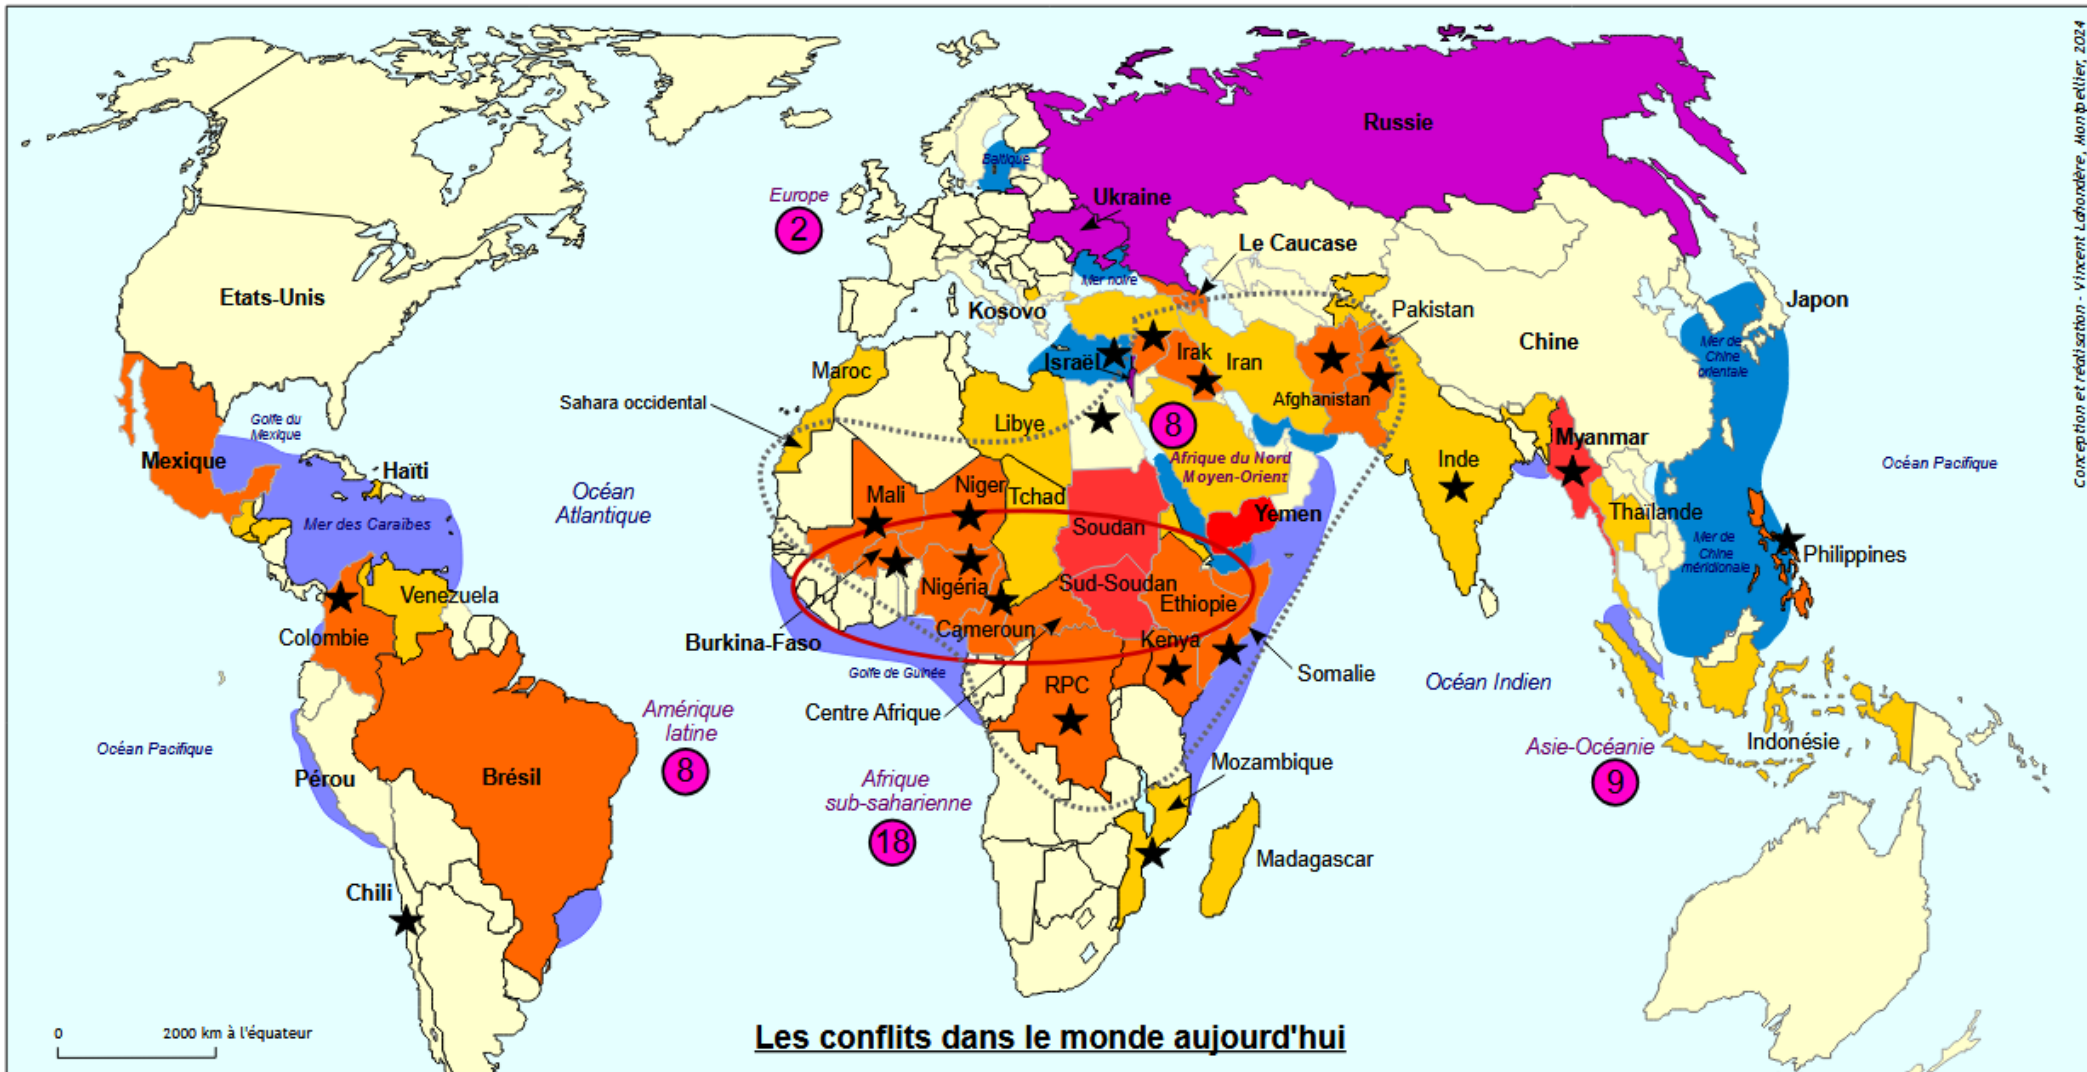 Conception et réalisation - Vincent Lahondère, Montpellier, 2024
Russie
Baltique
Europe
2
Ukraine
Le Caucase
Mer noire
Etats-Unis
Kosovo
Pakistan
Japon
Chine
Mer de
Chine
orientale
Israël
Irak
Iran
Maroc
Afghanistan
Sahara occidental
Golfe du
Mexique
Libye
8
Afrique du Nord
Moyen-Orient
Myanmar
Mexique
Haïti
Inde
Océan Pacifique
Océan
Atlantique
Mali
Niger
Tchad
Soudan
Yemen
Thaïlande
Mer des Caraïbes
Mer de
Chine
méridionale
Philippines
Venezuela
Nigéria
Sud-Soudan
Ethiopie
Colombie
Cameroun
Kenya
Burkina-Faso
Golfe de Guinée
Somalie
RPC
Océan Indien
Centre Afrique
Amérique
latine
8
Océan Pacifique
Asie-Océanie
9
Indonésie
Pérou
Brésil
Mozambique
Afrique
sub-saharienne
18
Madagascar
Chili
0 2000 km à l'équateur
Les conflits dans le monde aujourd'hui